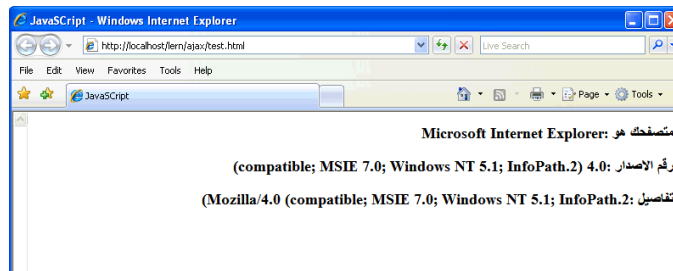 JavaSCript - Windows Internet Explorer
http://localhost/lern/ajax/test.html
Live Search
File Edit View Favorites Tools Help
JavaSCript
Page Tools
متصفحك هو :Microsoft Internet Explorer
رقم الاصدار :4.0 (compatible; MSIE 7.0; Windows NT 5.1; InfoPath.2)
تفاصيل :Mozilla/4.0 (compatible; MSIE 7.0; Windows NT 5.1; InfoPath.2)